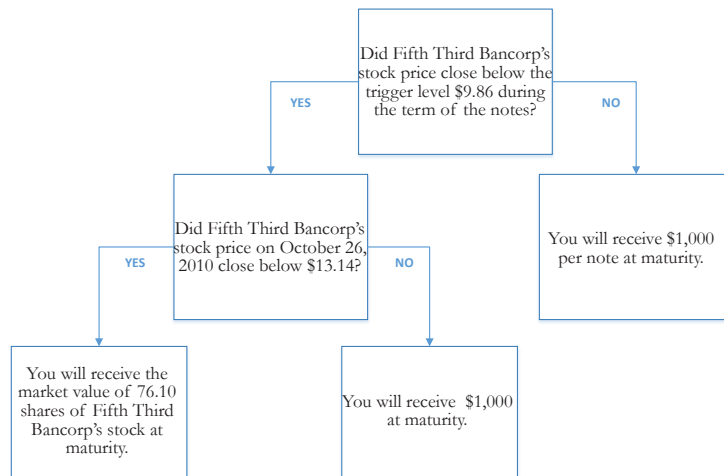 Did Fifth Third Bancorp's
stock price close below the
trigger level $9.86 during
the term of the notes?
YES
NO
Did Fifth Third Bancorp's
stock price on October 26,
2010 close below $13.14?
You will receive $1,000
per note at maturity.
YES
NO
You will receive the
market value of 76.10
shares of Fifth Third
Bancorp's stock at
maturity.
You will receive $1,000
at maturity.